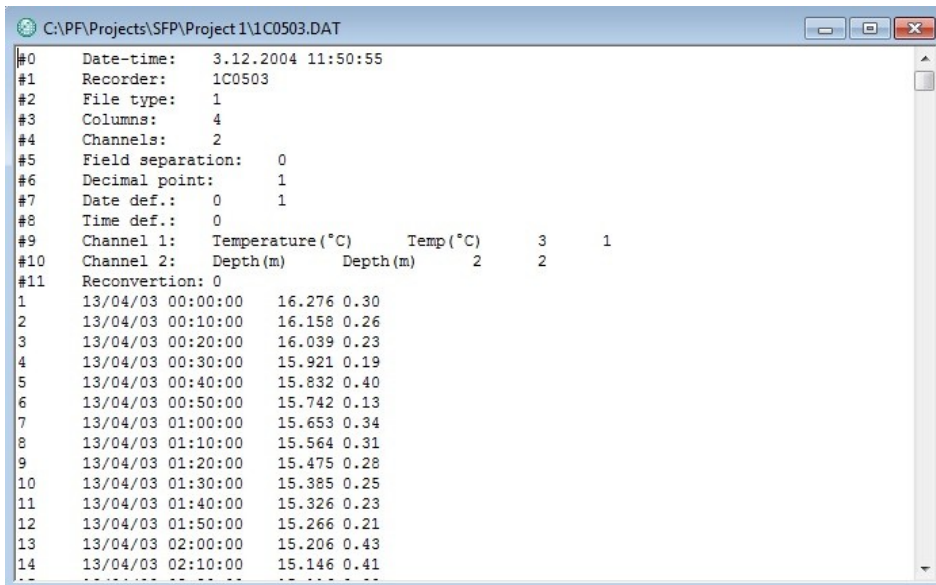 C:\PF\Projects\SFP\Project 1\1C0503.DAT
#0 Date-time: 3.12.2004 11:50:55
#1 Recorder: 1C0503
#2 File type: 1
#3 Columns: 4
#4 Channels: 2
#5 Field separation: 0
#6 Decimal point: 1
#7 Date def.: 0 1
#8 Time def.: 0
#9 Channel 1: Temperature(°C) Temp(°C) 3 1
#10 Channel 2: Depth(m) Depth(m) 2 2
#11 Reconvertion: 0
1 13/04/03 00:00:00 16.276 0.30
2 13/04/03 00:10:00 16.158 0.26
3 13/04/03 00:20:00 16.039 0.23
4 13/04/03 00:30:00 15.921 0.19
5 13/04/03 00:40:00 15.832 0.40
6 13/04/03 00:50:00 15.742 0.13
7 13/04/03 01:00:00 15.653 0.34
8 13/04/03 01:10:00 15.564 0.31
9 13/04/03 01:20:00 15.475 0.28
10 13/04/03 01:30:00 15.385 0.25
11 13/04/03 01:40:00 15.326 0.23
12 13/04/03 01:50:00 15.266 0.21
13 13/04/03 02:00:00 15.206 0.43
14 13/04/03 02:10:00 15.146 0.41